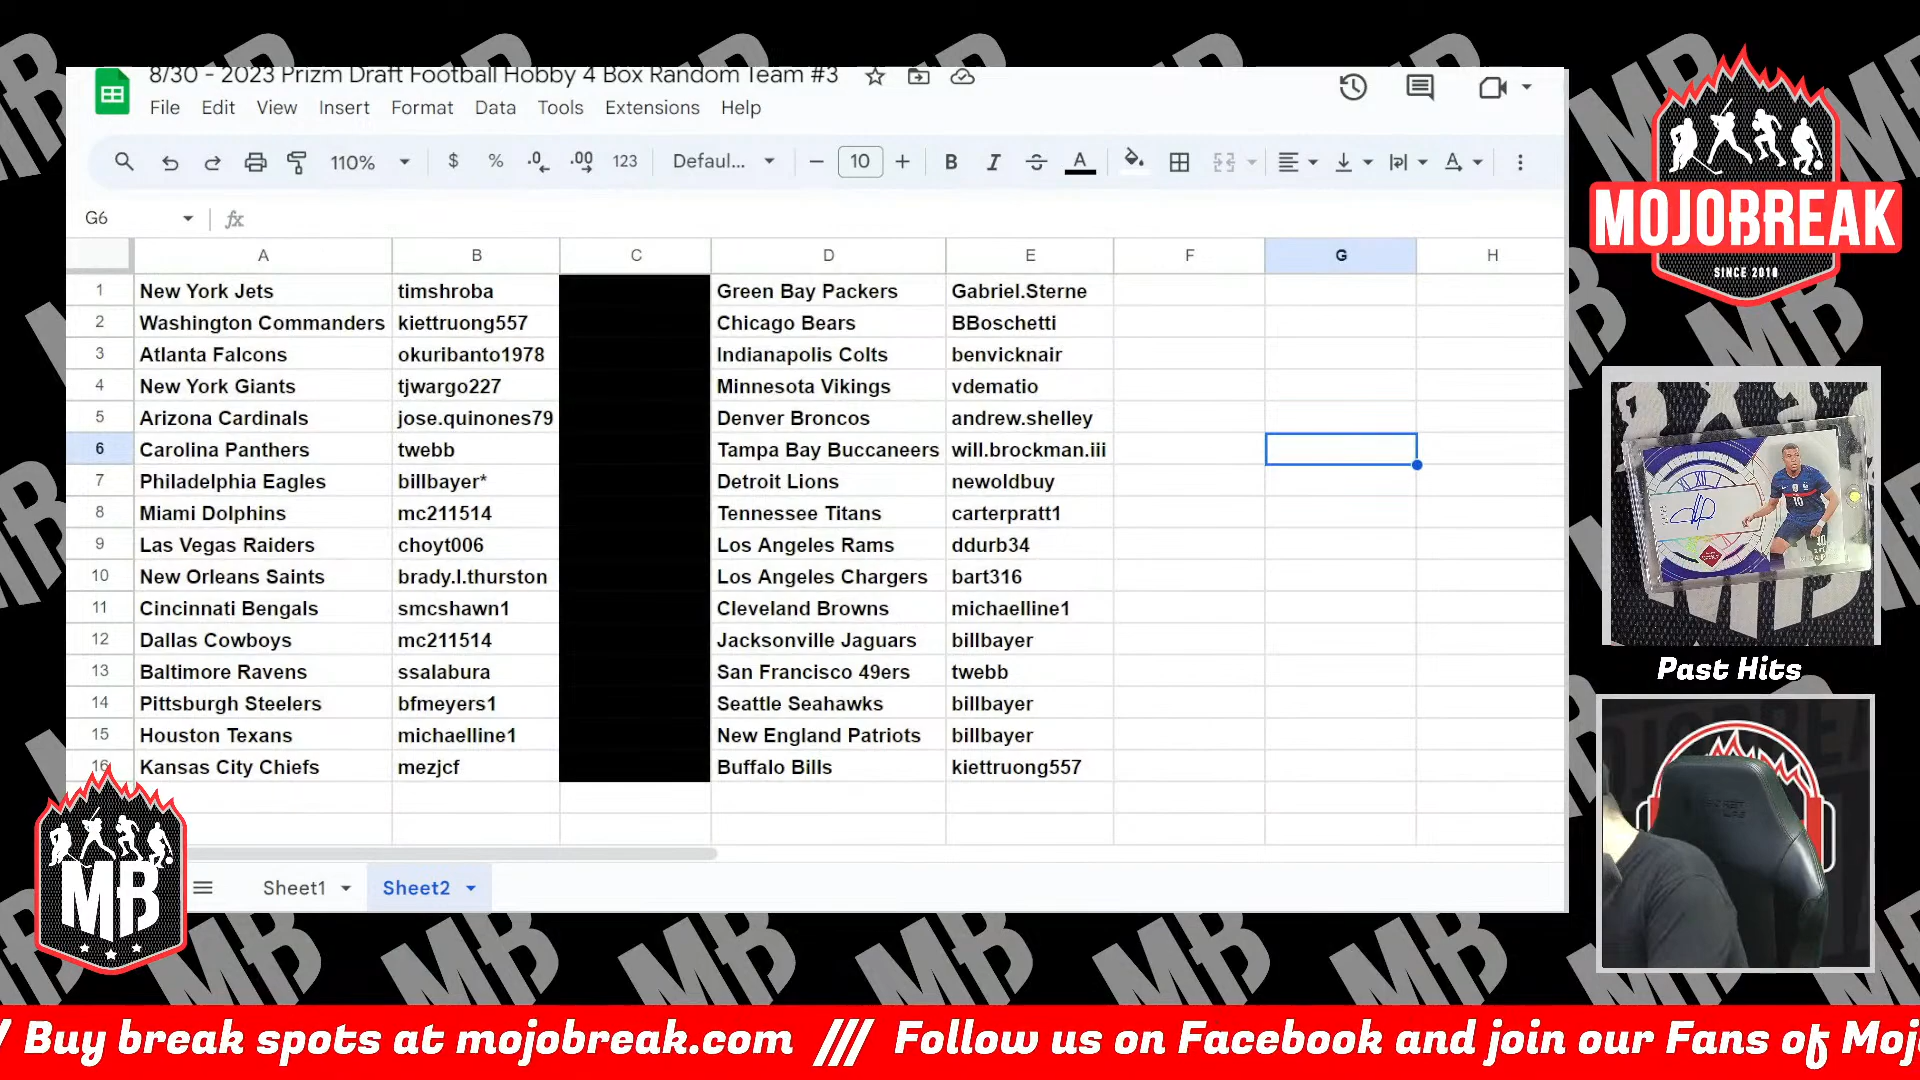 8/30 - 2023 Prizm Draft Football Hobby 4 Box Random Team #3
File Edit View Insert Format Data Tools Extensions Help
110% $ % .0 .00 123 Defaul... 10 B I A
G6 fx
A B C D E F G H
1 New York Jets timshroba Green Bay Packers Gabriel.Sterne
2 Washington Commanders kiettruong557 Chicago Bears BBoschetti
3 Atlanta Falcons okuribanto1978 Indianapolis Colts benvicknair
4 New York Giants tjwargo227 Minnesota Vikings vdematio
5 Arizona Cardinals jose.quinones79 Denver Broncos andrew.shelley
6 Carolina Panthers twebb Tampa Bay Buccaneers will.brockman.iii
7 Philadelphia Eagles billbayer* Detroit Lions newoldbuy
8 Miami Dolphins mc211514 Tennessee Titans carterpratt1
9 Las Vegas Raiders choyt006 Los Angeles Rams ddurb34
10 New Orleans Saints brady.l.thurston Los Angeles Chargers bart316
11 Cincinnati Bengals smcshawn1 Cleveland Browns michaelline1
12 Dallas Cowboys mc211514 Jacksonville Jaguars billbayer
13 Baltimore Ravens ssalabura San Francisco 49ers twebb
14 Pittsburgh Steelers bfmeyers1 Seattle Seahawks billbayer
15 Houston Texans michaelline1 New England Patriots billbayer
16 Kansas City Chiefs mezjcf Buffalo Bills kiettruong557
Sheet1 Sheet2
MB
MOJOBREAK
SINCE 2010
Past Hits
/ Buy break spots at mojobreak.com /// Follow us on Facebook and join our Fans of Moj